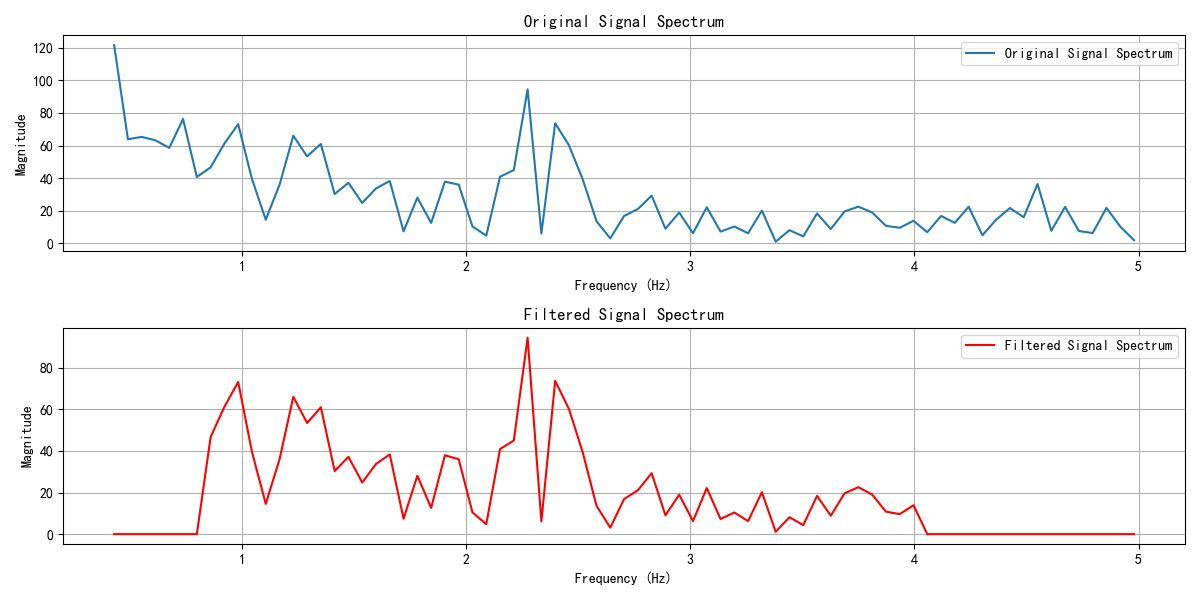 Original Signal Spectrum
120
100
80
60
40
20
0
Magnitude
Original Signal Spectrum
1 2 3 4 5
Frequency (Hz)
Filtered Signal Spectrum
80
60
40
20
0
Magnitude
Filtered Signal Spectrum
1 2 3 4 5
Frequency (Hz)